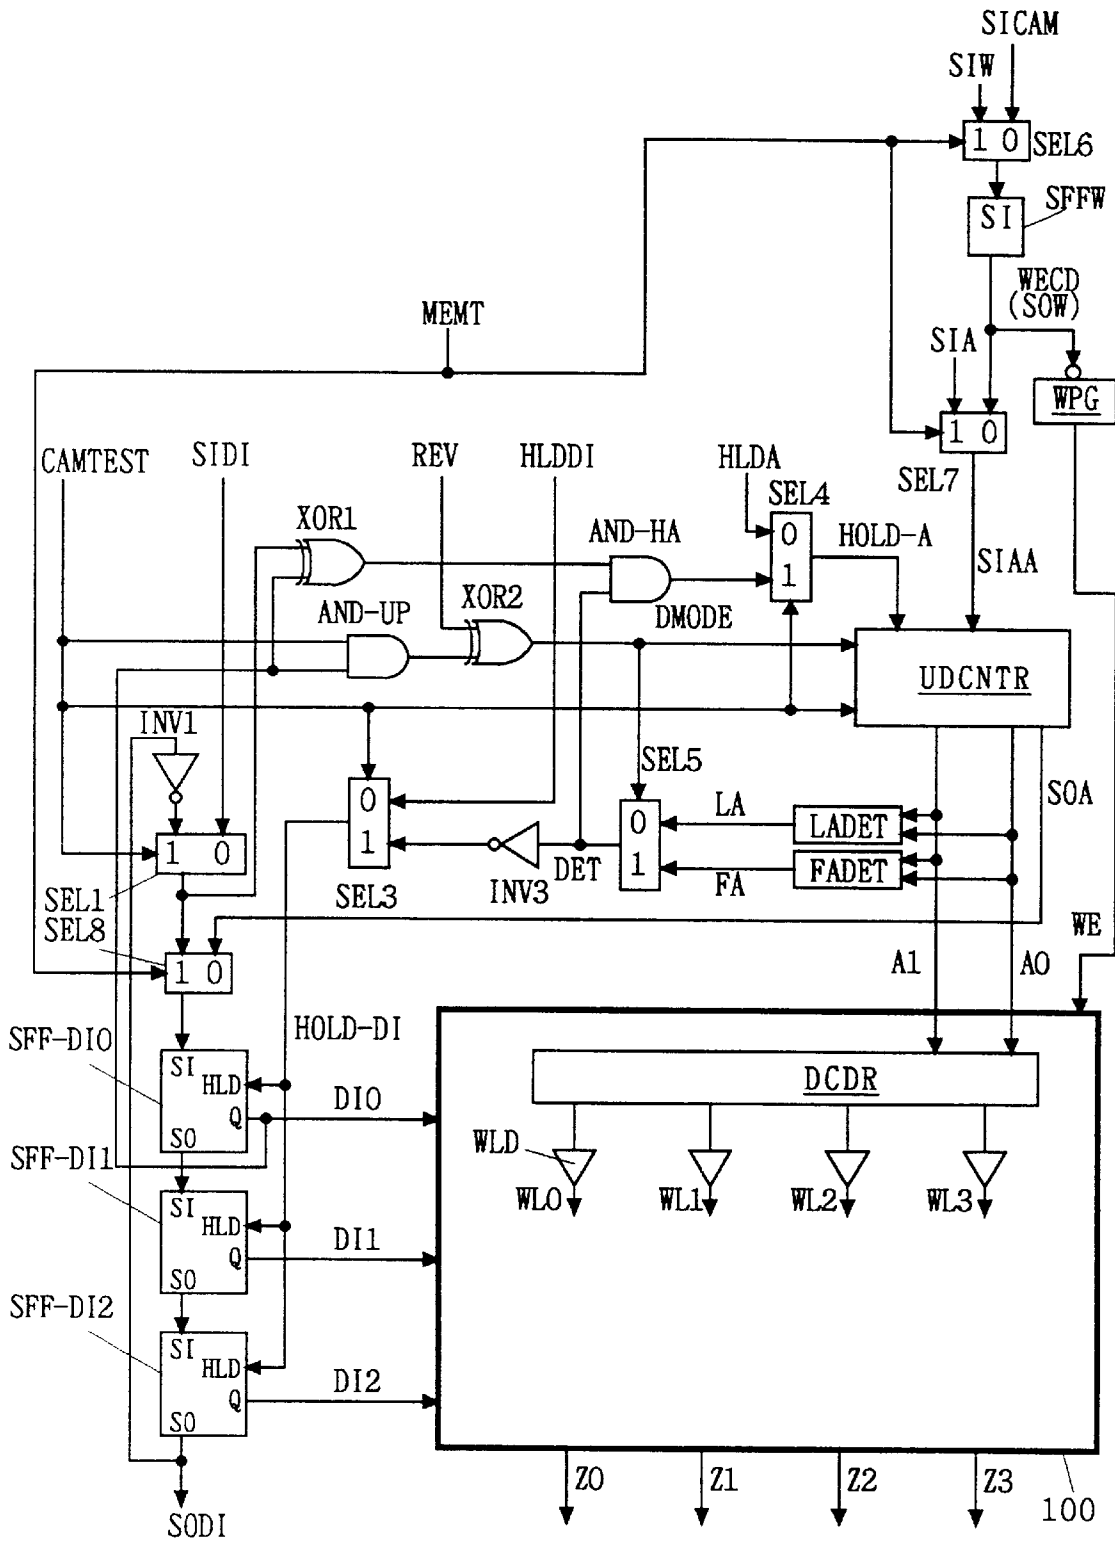 SICAM
SIW
1 0
SEL6
SFFW
SI
WECD
(SOW)
MEMT
SIA
WPG
1 0
CAMTEST
SIDI
REV
HLDDI
HLDA
SEL7
SEL4
XOR1
AND-HA
0
HOLD-A
1
SIAA
AND-UP
XOR2
DMODE
UDCNTR
INV1
SEL5
SOA
0
LA
LADET
1 0
1
INV3
DET
0
1
FA
FADET
SEL1
SEL3
SEL8
WE
1 0
A1
A0
HOLD-DI
SFF-DI0
SI
HLD
Q
SO
DI0
DCDR
SFF-DI1
WLD
WL0
WL1
WL2
WL3
SI
HLD
Q
SO
DI1
SFF-DI2
SI
HLD
Q
SO
DI2
Z0
Z1
Z2
Z3
100
SODI